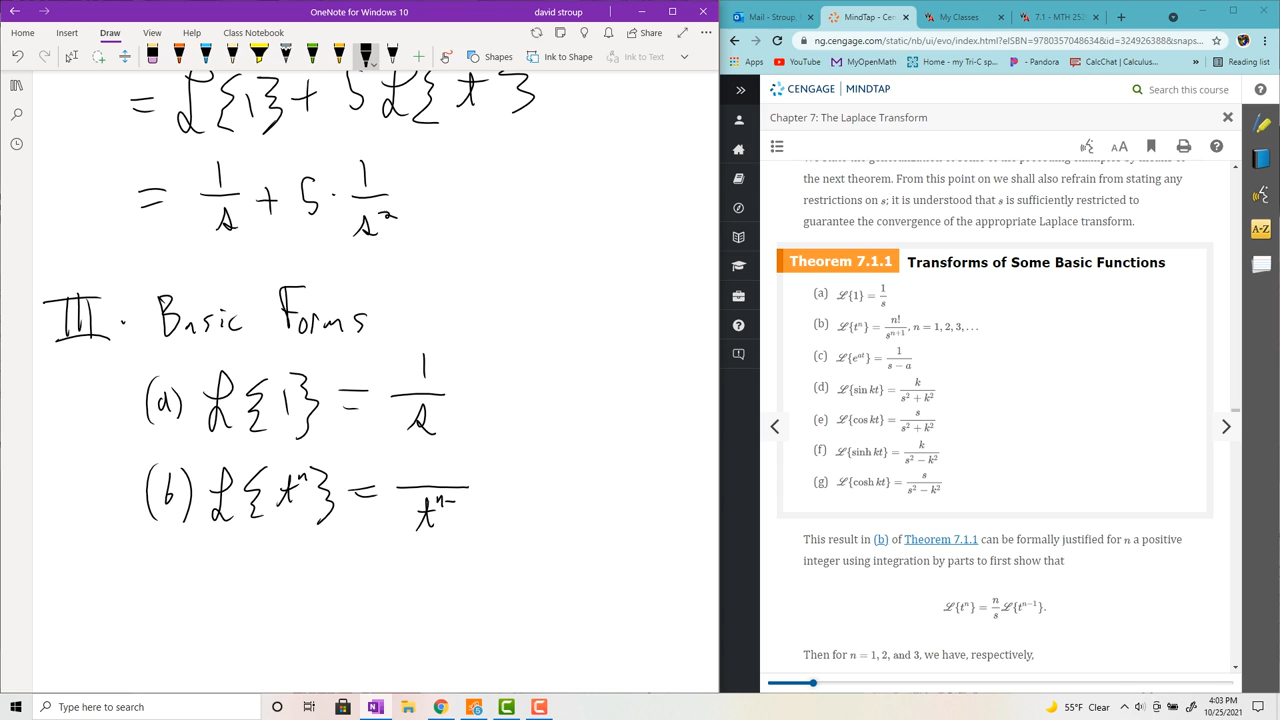 OneNote for Windows 10
david stroup
Home Insert Draw View Help Class Notebook Share
Shapes Ink to Shape Ink to Text
= ℒ{1} + 5 ℒ{t}
= 1/s + 5 · 1/s²
III. Basic Forms
(a) ℒ{1} = 1/s
(b) ℒ{tⁿ} = /tⁿ⁻
Mail - Stroup, D MindTap - Cen My Classes 7.1 - MTH 25
ng.cengage.com/static/nb/ui/evo/index.html?eISBN=9780357048634&id=324926388&snaps...
Apps YouTube MyOpenMath Home - my Tri-C sp... Pandora CalcChat | Calculus... Reading list
CENGAGE | MINDTAP Search this course
Chapter 7: The Laplace Transform
AA
the next theorem. From this point on we shall also refrain from stating any
restrictions on s; it is understood that s is sufficiently restricted to
guarantee the convergence of the appropriate Laplace transform.
Theorem 7.1.1 Transforms of Some Basic Functions
(a) ℒ{1} = 1/s
(b) ℒ{tⁿ} = n!/sⁿ⁺¹, n = 1, 2, 3, …
(c) ℒ{e^{at}} = 1/(s − a)
(d) ℒ{sin kt} = k/(s² + k²)
(e) ℒ{cos kt} = s/(s² + k²)
(f) ℒ{sinh kt} = k/(s² − k²)
(g) ℒ{cosh kt} = s/(s² − k²)
This result in (b) of Theorem 7.1.1 can be formally justified for n a positive
integer using integration by parts to first show that
ℒ{tⁿ} = n/s ℒ{tⁿ⁻¹}.
Then for n = 1, 2, and 3, we have, respectively,
A-Z
Type here to search
55°F Clear
4:03 PM
10/25/2021